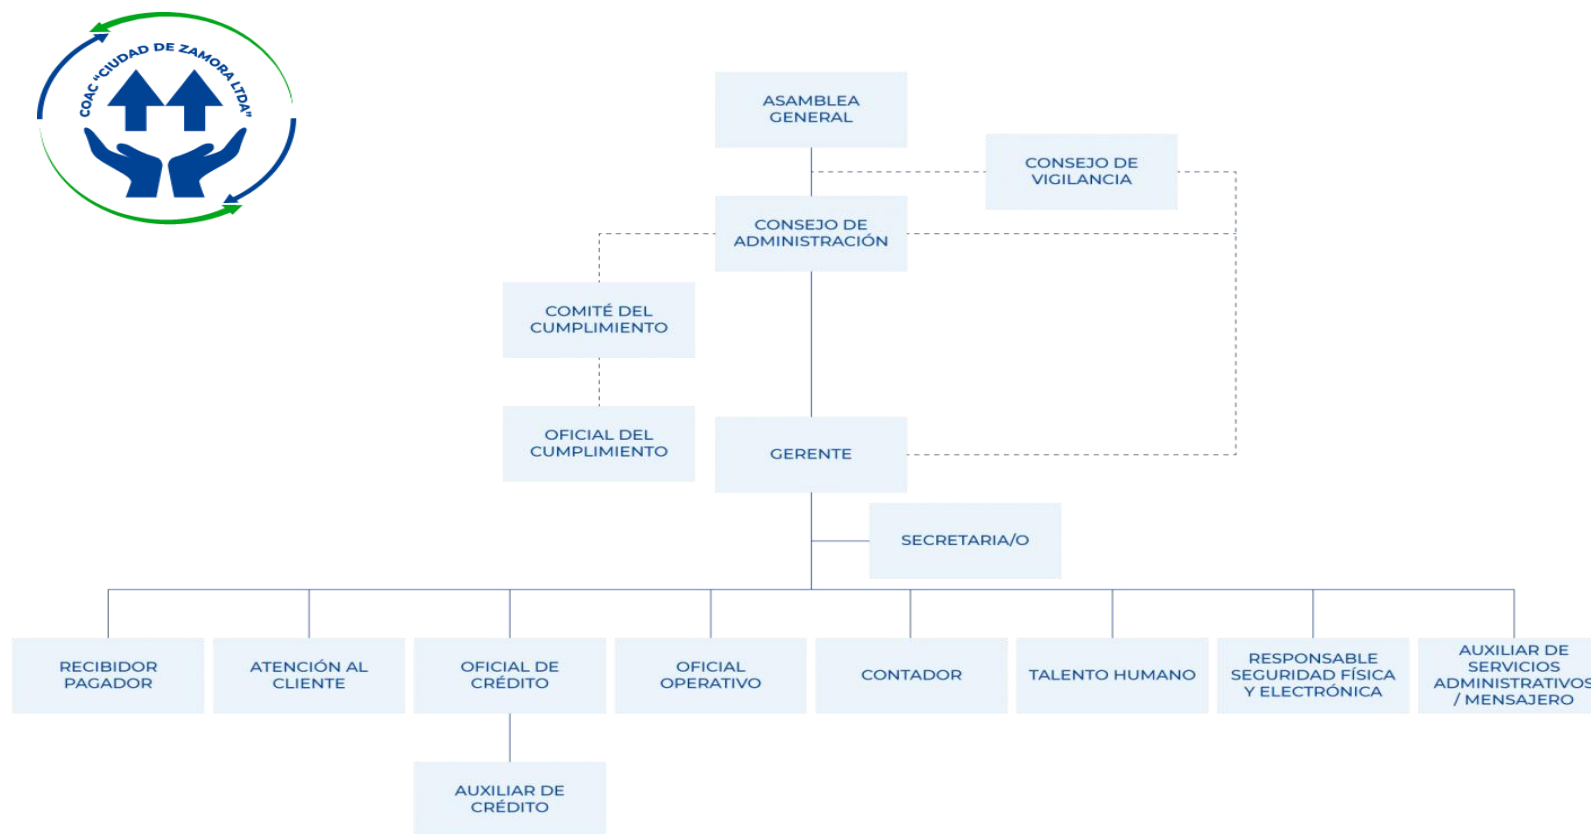 COAC "CIUDAD DE ZAMORA LTDA"
ASAMBLEA
GENERAL
CONSEJO DE
VIGILANCIA
CONSEJO DE
ADMINISTRACIÓN
COMITÉ DEL
CUMPLIMIENTO
OFICIAL DEL
CUMPLIMIENTO
GERENTE
SECRETARIA/O
RECIBIDOR
PAGADOR
ATENCIÓN AL
CLIENTE
OFICIAL DE
CRÉDITO
OFICIAL
OPERATIVO
CONTADOR
TALENTO HUMANO
RESPONSABLE
SEGURIDAD FÍSICA
Y ELECTRÓNICA
AUXILIAR DE
SERVICIOS
ADMINISTRATIVOS
/ MENSAJERO
AUXILIAR DE
CRÉDITO